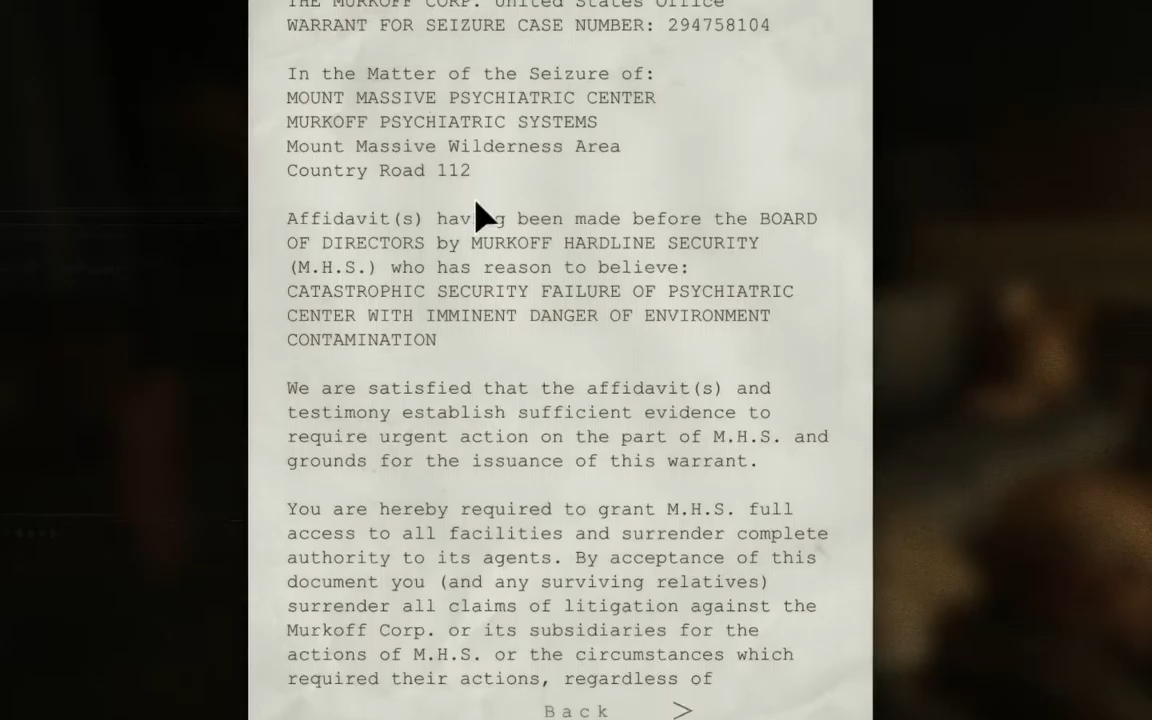 THE MURKOFF CORP. United States Office
WARRANT FOR SEIZURE CASE NUMBER: 294758104
In the Matter of the Seizure of:
MOUNT MASSIVE PSYCHIATRIC CENTER
MURKOFF PSYCHIATRIC SYSTEMS
Mount Massive Wilderness Area
Country Road 112
Affidavit(s) having been made before the BOARD
OF DIRECTORS by MURKOFF HARDLINE SECURITY
(M.H.S.) who has reason to believe:
CATASTROPHIC SECURITY FAILURE OF PSYCHIATRIC
CENTER WITH IMMINENT DANGER OF ENVIRONMENT
CONTAMINATION
We are satisfied that the affidavit(s) and
testimony establish sufficient evidence to
require urgent action on the part of M.H.S. and
grounds for the issuance of this warrant.
You are hereby required to grant M.H.S. full
access to all facilities and surrender complete
authority to its agents. By acceptance of this
document you (and any surviving relatives)
surrender all claims of litigation against the
Murkoff Corp. or its subsidiaries for the
actions of M.H.S. or the circumstances which
required their actions, regardless of
Back >